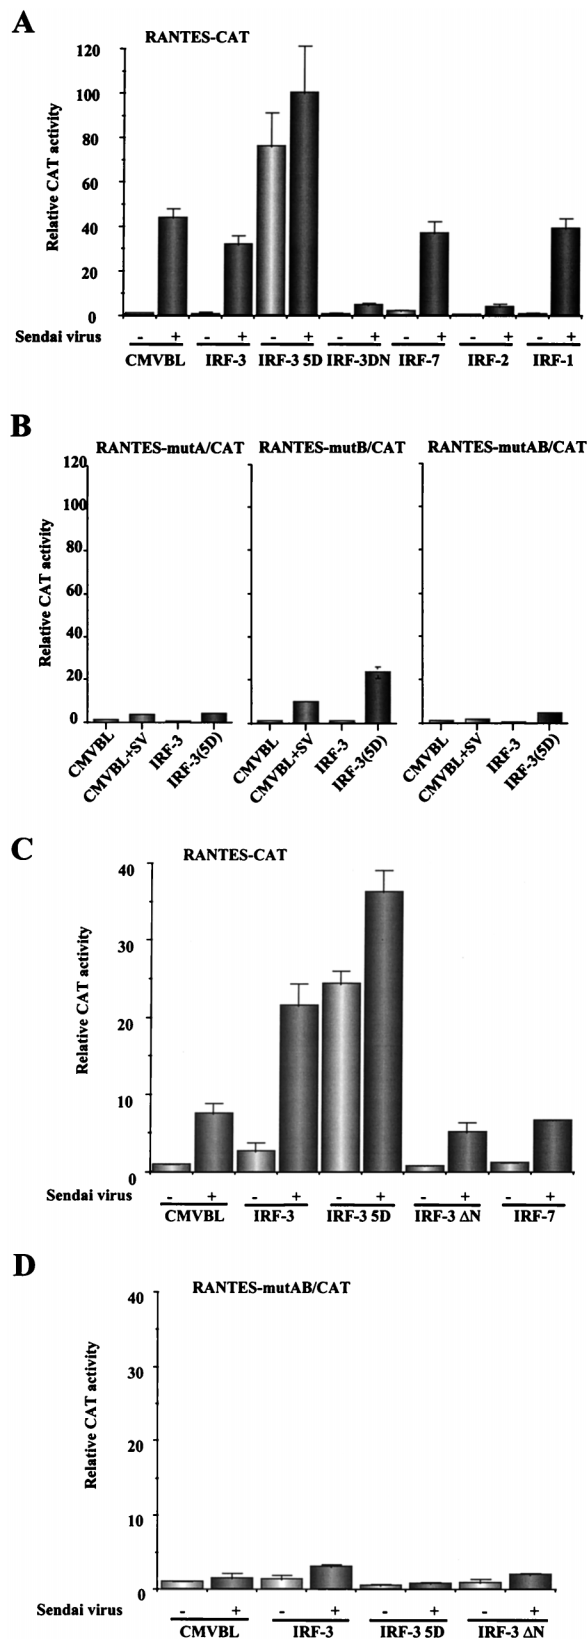 A
RANTES-CAT
120
100
80
60
40
20
0
Relative CAT activity
Sendai virus - + - + - + - + - + - + - +
CMVBL IRF-3 IRF-3 5D IRF-3DN IRF-7 IRF-2 IRF-1
B
RANTES-mutA/CAT RANTES-mutB/CAT RANTES-mutAB/CAT
120
100
80
60
40
20
0
Relative CAT activity
CMVBL CMVBL+SV IRF-3 IRF-3(5D) CMVBL CMVBL+SV IRF-3 IRF-3(5D) CMVBL CMVBL+SV IRF-3 IRF-3(5D)
C
RANTES-CAT
40
30
20
10
0
Relative CAT activity
Sendai virus - + - + - + - + - +
CMVBL IRF-3 IRF-3 5D IRF-3 ΔN IRF-7
D
RANTES-mutAB/CAT
40
30
20
10
0
Relative CAT activity
Sendai virus - + - + - + - +
CMVBL IRF-3 IRF-3 5D IRF-3 ΔN